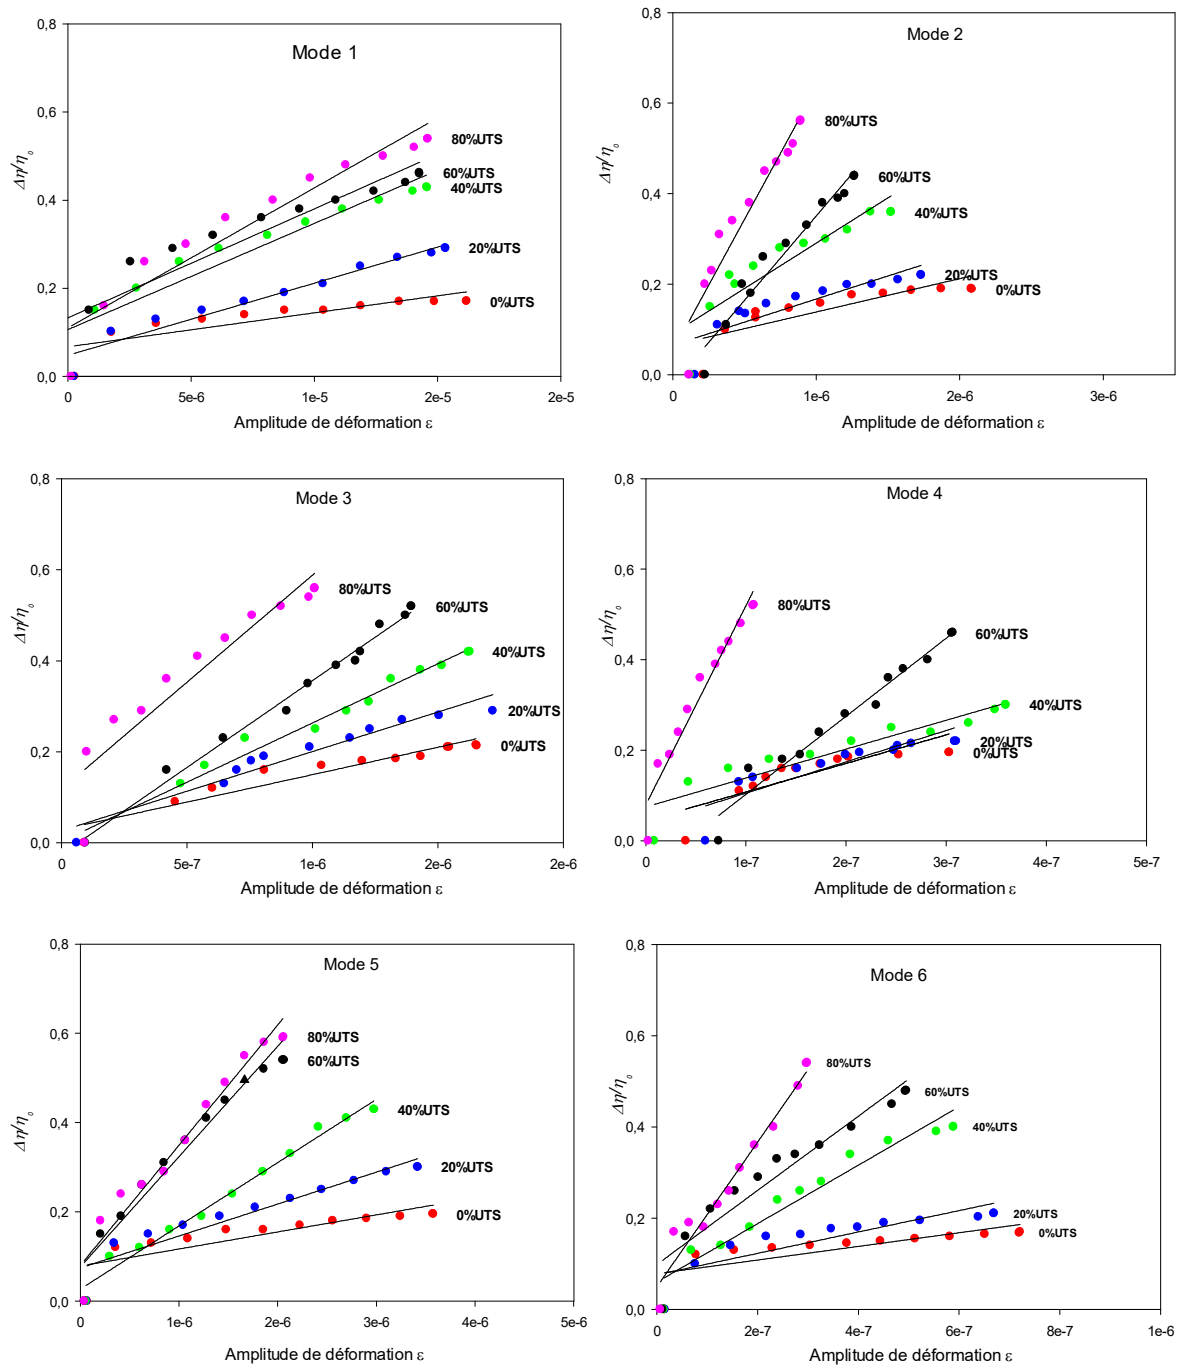 Mode 1
0,8
0,6
0,4
0,2
0,0
Δη/η₀
80%UTS
60%UTS
40%UTS
20%UTS
0%UTS
0 5e-6 1e-5 2e-5 2e-5
Amplitude de déformation ε
Mode 2
0,8
0,6
0,4
0,2
0,0
Δη/η₀
80%UTS
60%UTS
40%UTS
20%UTS
0%UTS
0 1e-6 2e-6 3e-6
Amplitude de déformation ε
Mode 3
0,8
0,6
0,4
0,2
0,0
Δη/η₀
80%UTS
60%UTS
40%UTS
20%UTS
0%UTS
0 5e-7 1e-6 2e-6 2e-6
Amplitude de déformation ε
Mode 4
0,8
0,6
0,4
0,2
0,0
Δη/η₀
80%UTS
60%UTS
40%UTS
20%UTS
0%UTS
0 1e-7 2e-7 3e-7 4e-7 5e-7
Amplitude de déformation ε
Mode 5
0,8
0,6
0,4
0,2
0,0
Δη/η₀
80%UTS
60%UTS
40%UTS
20%UTS
0%UTS
0 1e-6 2e-6 3e-6 4e-6 5e-6
Amplitude de déformation ε
Mode 6
0,8
0,6
0,4
0,2
0,0
Δη/η₀
80%UTS
60%UTS
40%UTS
20%UTS
0%UTS
0 2e-7 4e-7 6e-7 8e-7 1e-6
Amplitude de déformation ε